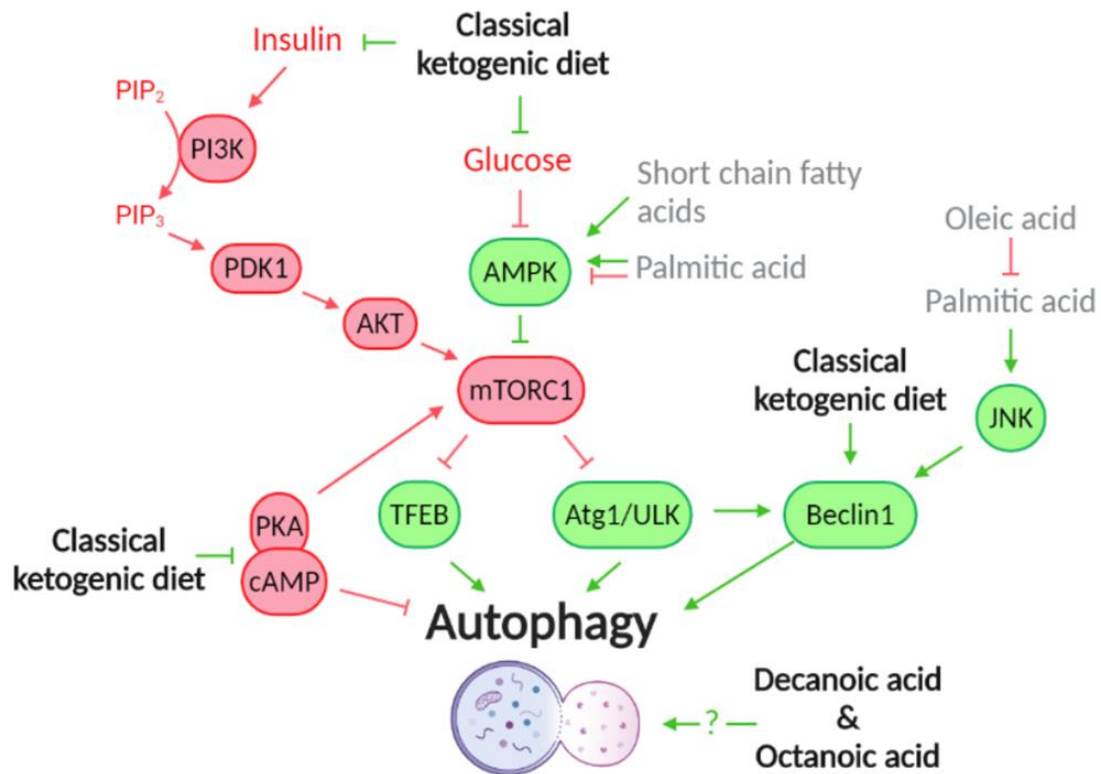 Classical
ketogenic diet
Insulin
PIP₂
PI3K
PIP₃
PDK1
AKT
Glucose
Short chain fatty
acids
AMPK
Palmitic acid
Oleic acid
Palmitic acid
mTORC1
Classical
ketogenic diet
JNK
TFEB
Atg1/ULK
Beclin1
PKA
cAMP
Classical
ketogenic diet
Autophagy
Decanoic acid
&
Octanoic acid
?